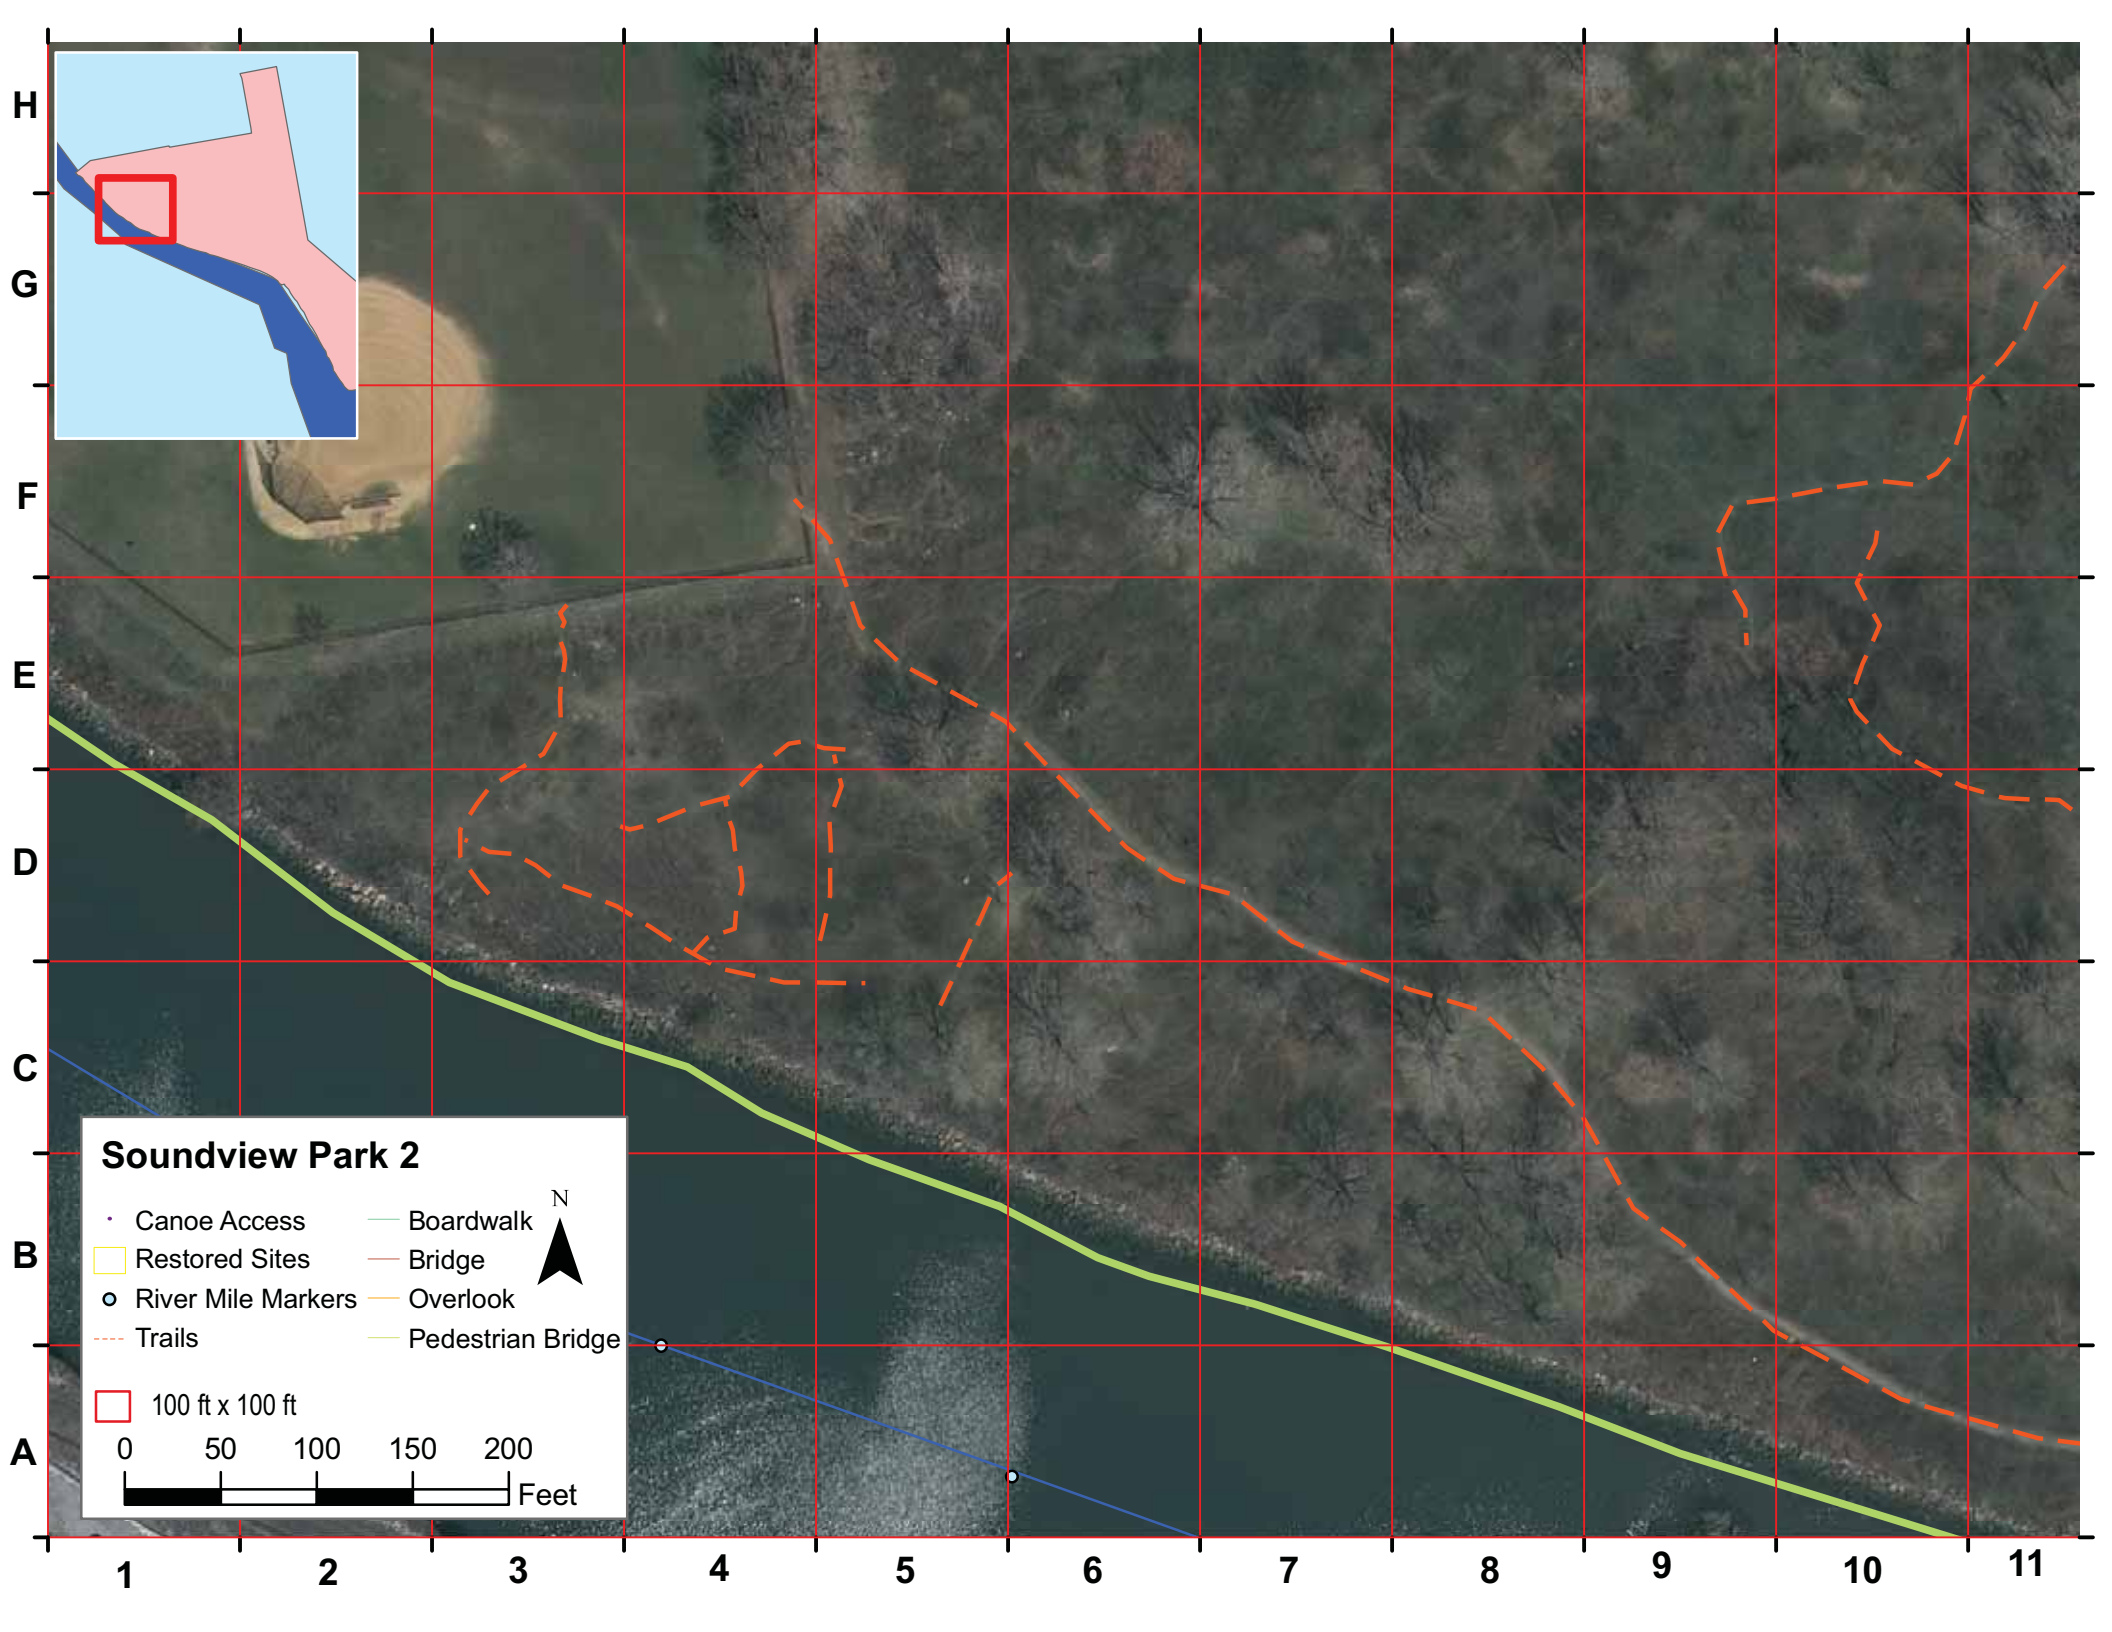 H
G
F
E
D
C
B
A
Soundview Park 2
N
Canoe Access
Boardwalk
Restored Sites
Bridge
River Mile Markers
Overlook
Trails
Pedestrian Bridge
100 ft x 100 ft
0 50 100 150 200
Feet
1 2 3 4 5 6 7 8 9 10 11